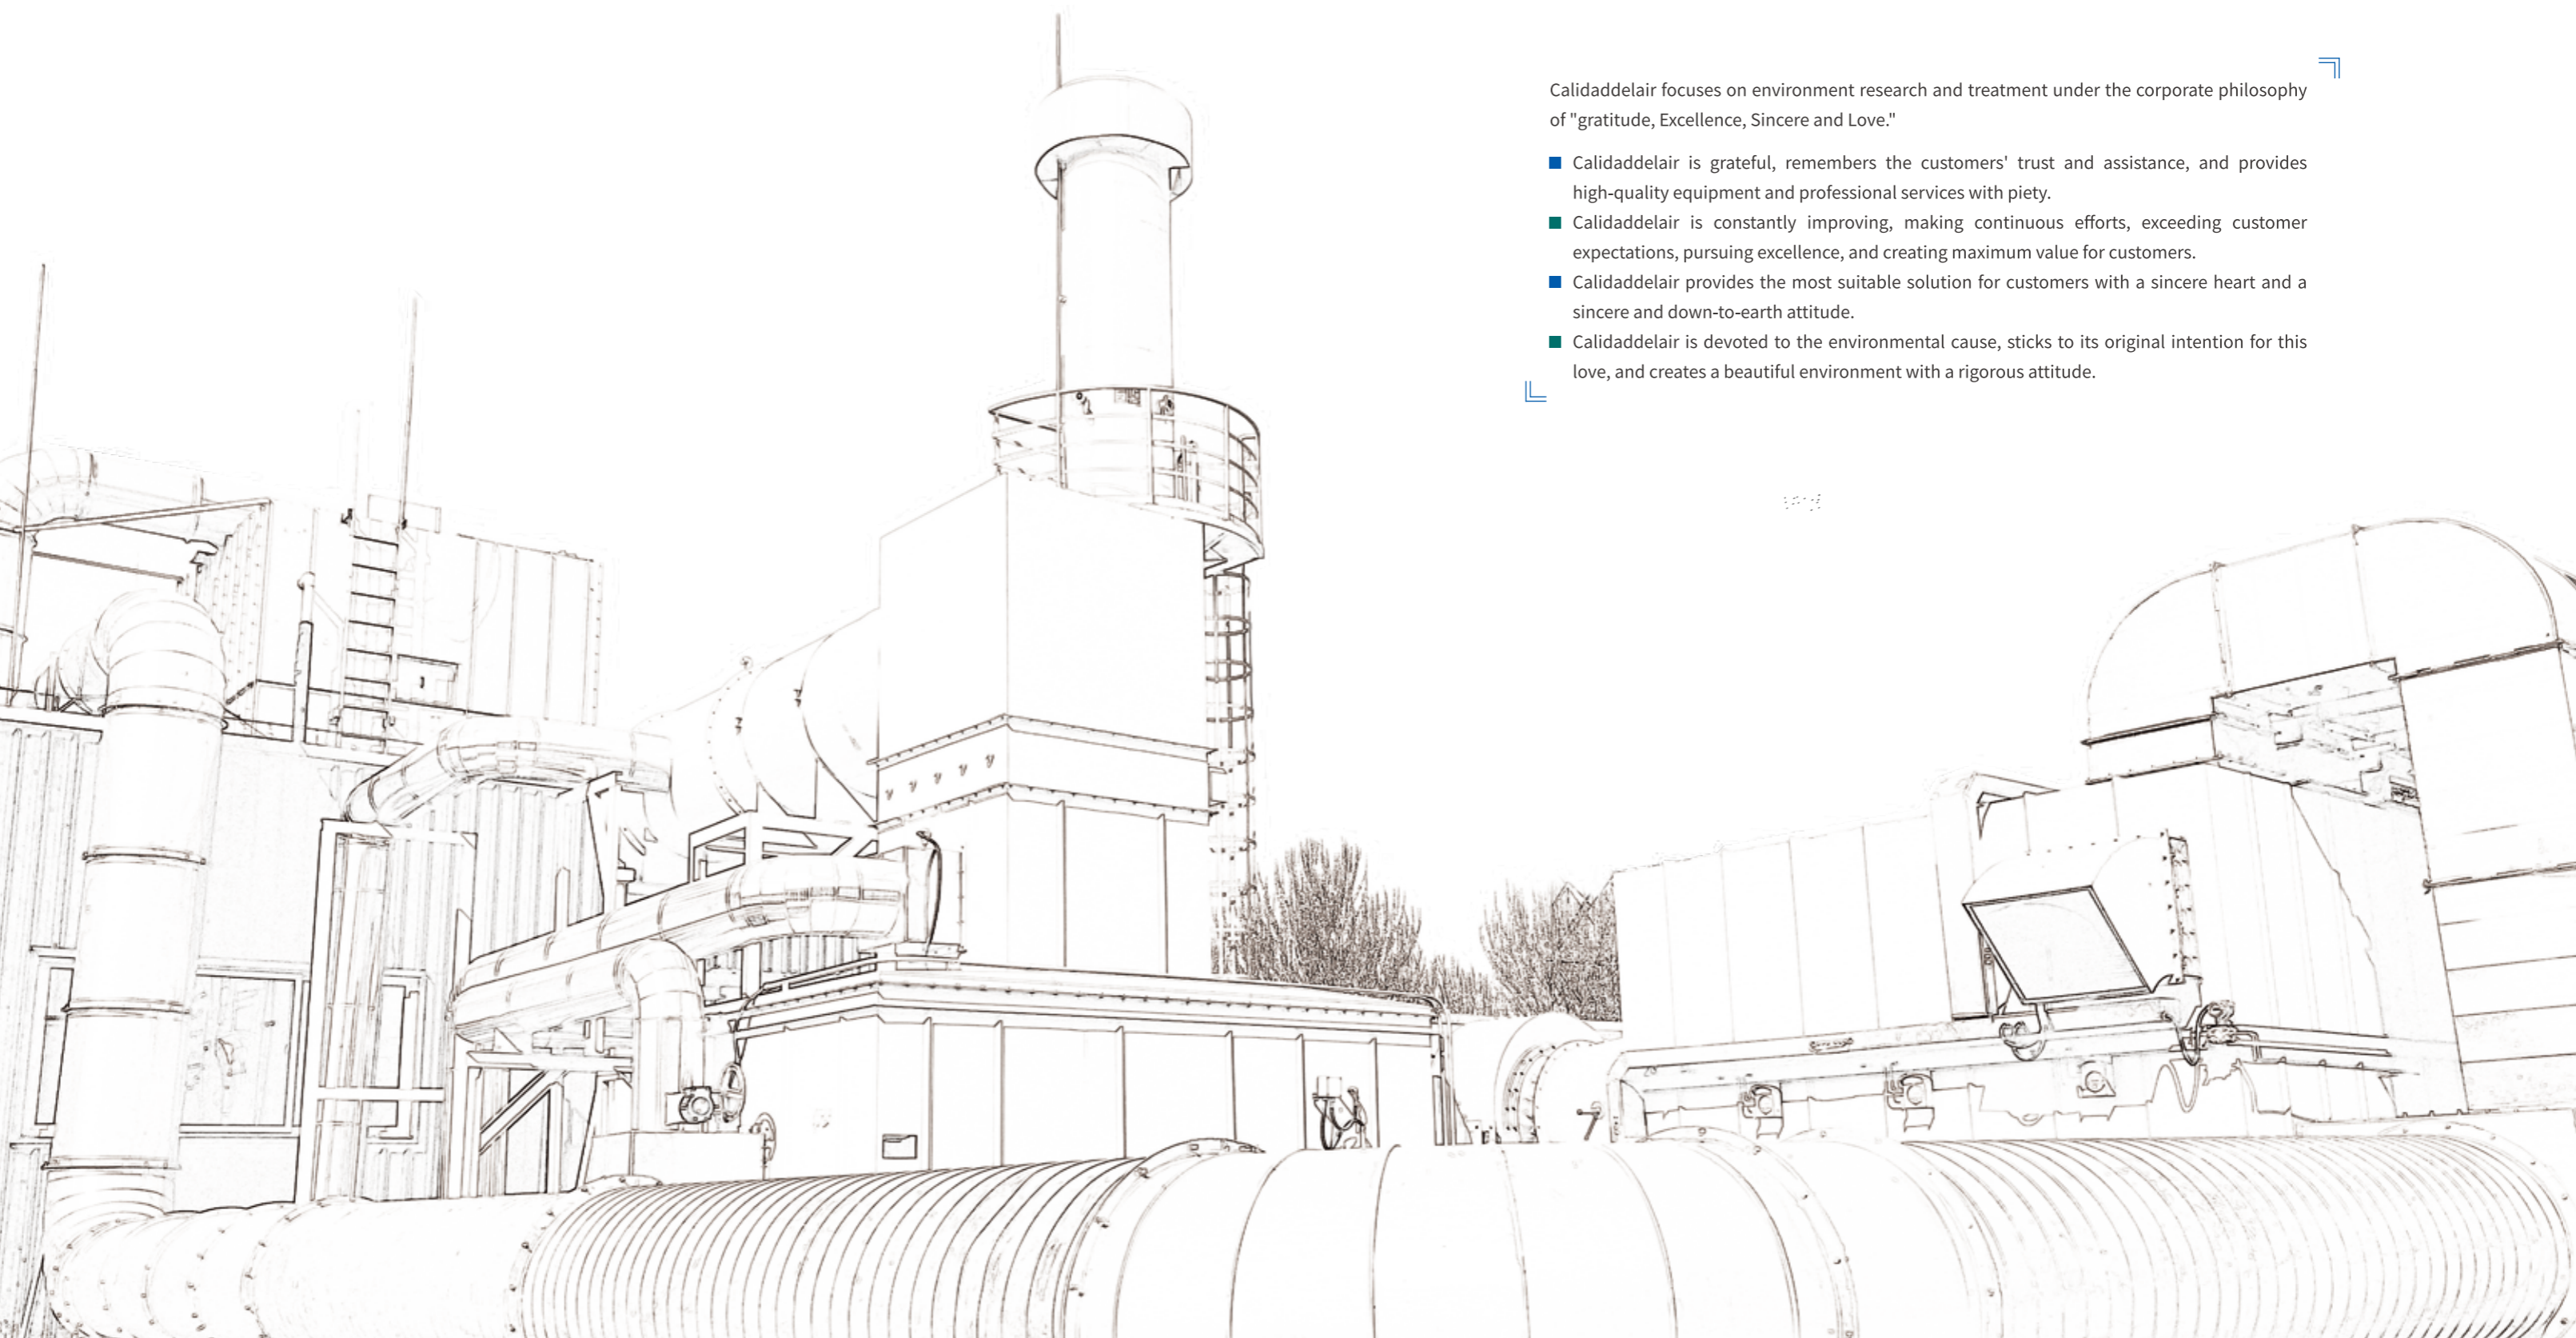 Calidaddelair focuses on environment research and treatment under the corporate philosophy
of "gratitude, Excellence, Sincere and Love."
Calidaddelair is grateful, remembers the customers' trust and assistance, and provides
high-quality equipment and professional services with piety.
Calidaddelair is constantly improving, making continuous efforts, exceeding customer
expectations, pursuing excellence, and creating maximum value for customers.
Calidaddelair provides the most suitable solution for customers with a sincere heart and a
sincere and down-to-earth attitude.
Calidaddelair is devoted to the environmental cause, sticks to its original intention for this
love, and creates a beautiful environment with a rigorous attitude.